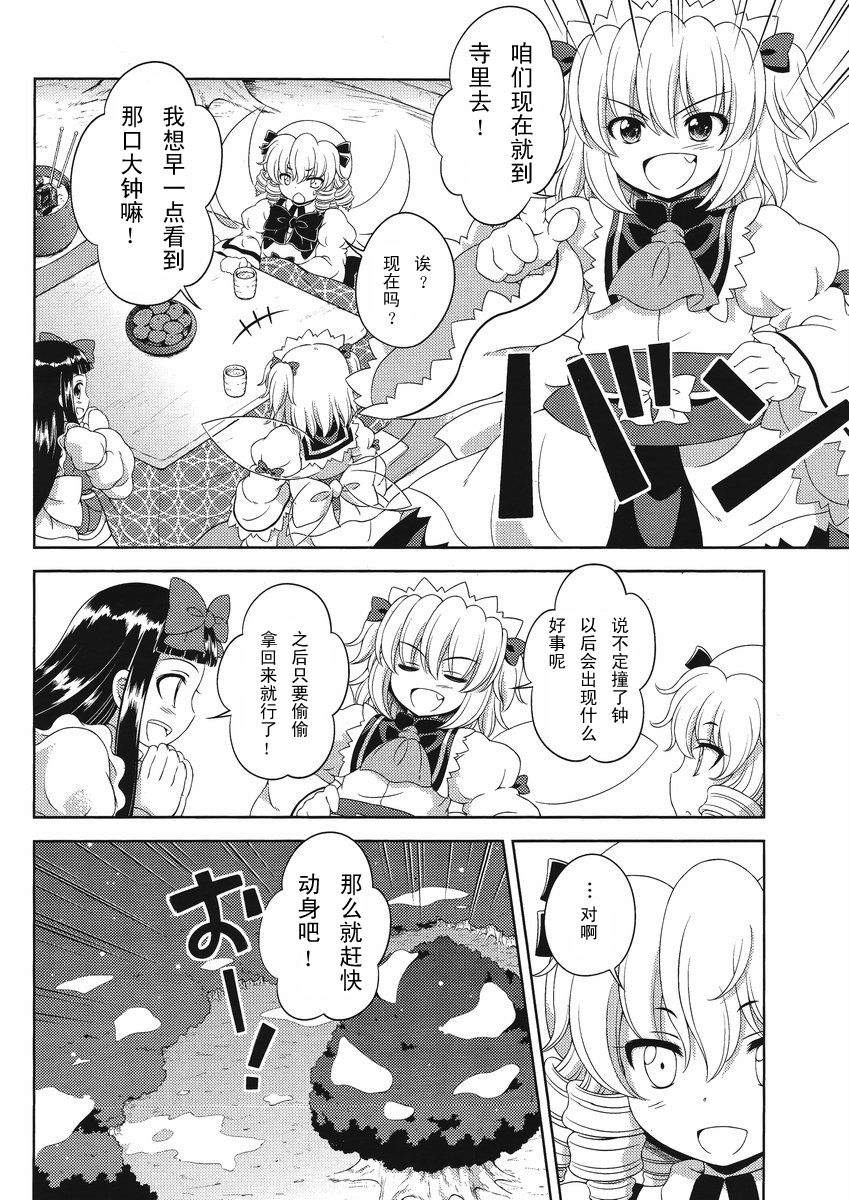 咱们现在就到
寺里去！
バン
诶？
现在吗？
我想早一点看到
那口大钟嘛！
说不定撞了钟
以后会出现什么
好事呢
之后只要偷偷
拿回来就行了！
…对啊
那么就赶快
动身吧！
おー！